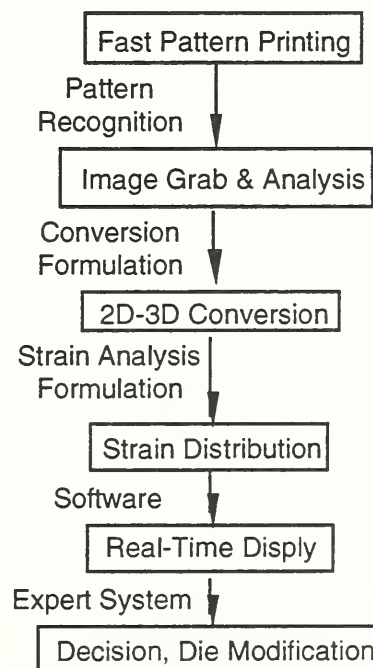 Fast Pattern Printing
Pattern
Recognition
Image Grab & Analysis
Conversion
Formulation
2D-3D Conversion
Strain Analysis
Formulation
Strain Distribution
Software
Real-Time Disply
Expert System
Decision, Die Modification